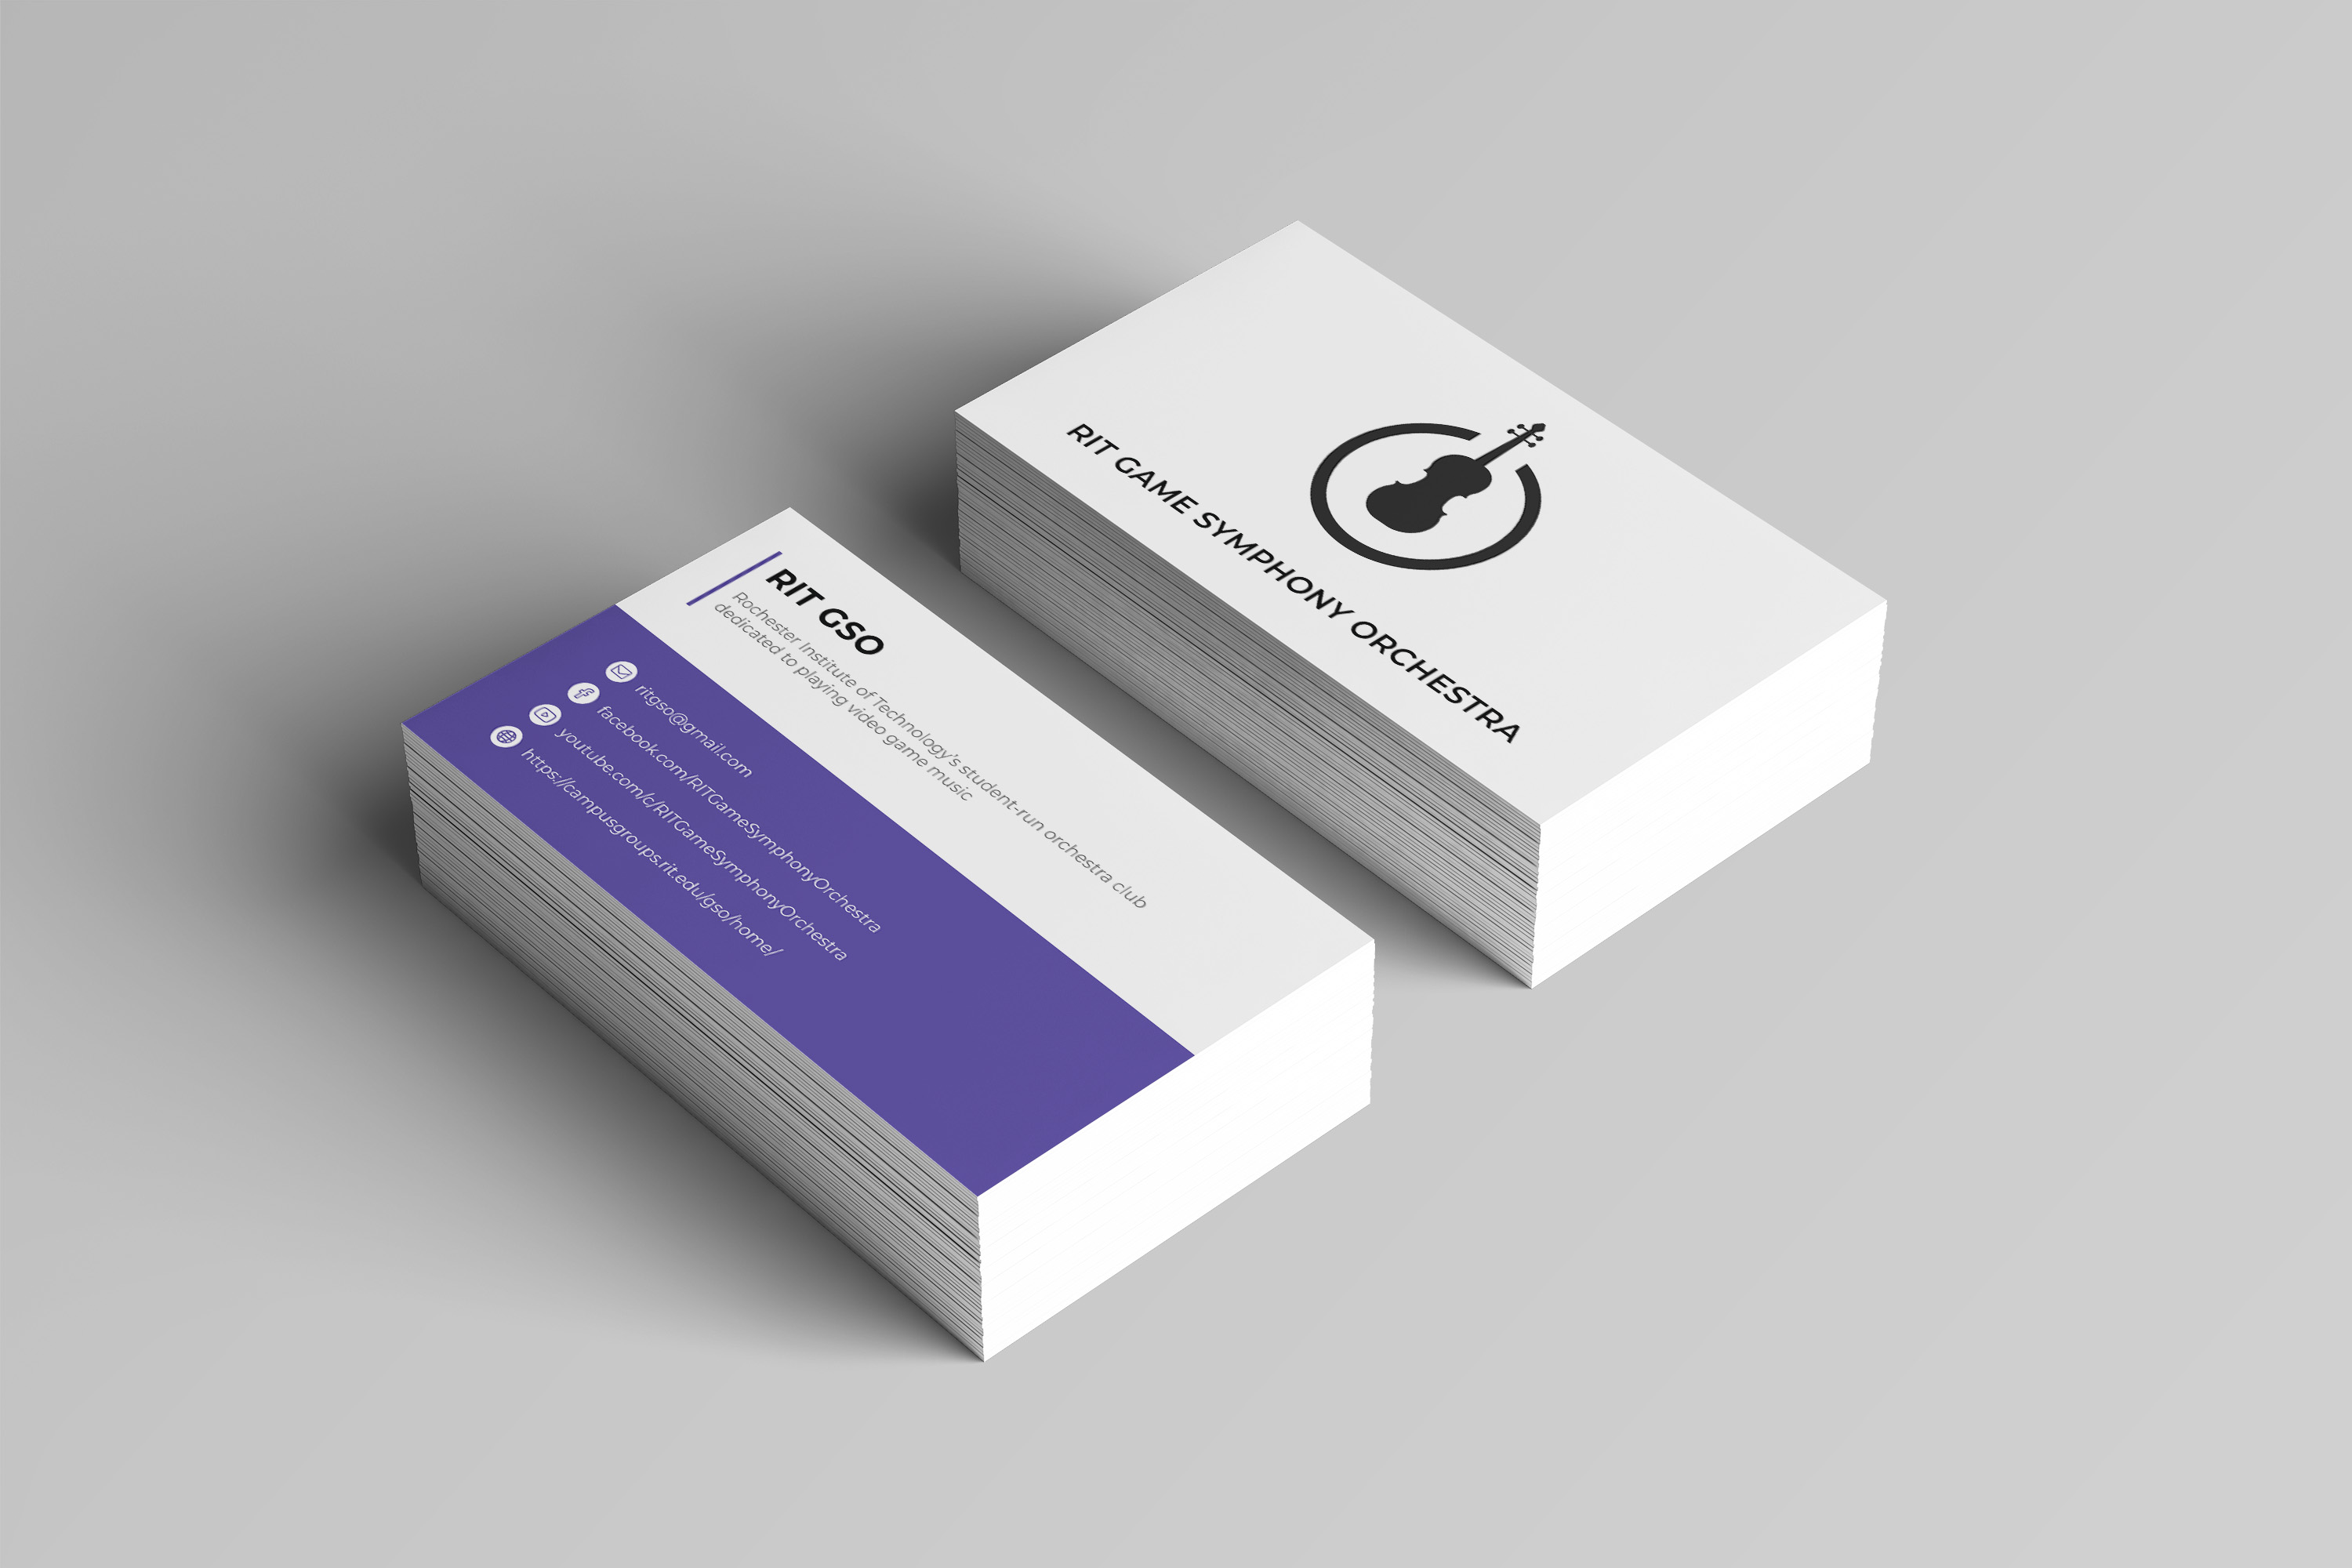 RIT GAME SYMPHONY ORCHESTRA
RIT GSO
Rochester Institute of Technology's student-run orchestra club
dedicated to playing video game music
ritgso@gmail.com
facebook.com/RITGameSymphonyOrchestra
youtube.com/c/RITGameSymphonyOrchestra
https://campusgroups.rit.edu/gso/home/